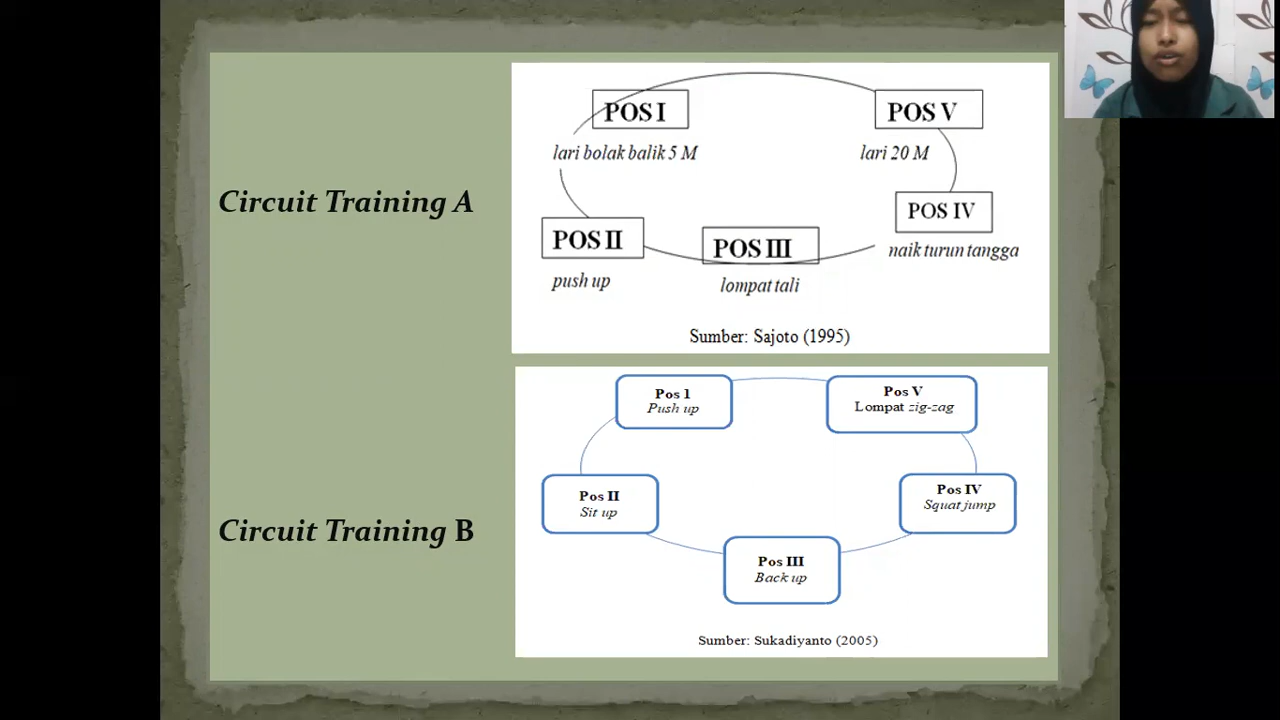 Circuit Training A
POS I
lari bolak balik 5 M
POS V
lari 20 M
POS II
push up
POS III
lompat tali
POS IV
naik turun tangga
Sumber: Sajoto (1995)
Circuit Training B
Pos 1
Push up
Pos V
Lompat zig-zag
Pos II
Sit up
Pos IV
Squat jump
Pos III
Back up
Sumber: Sukadiyanto (2005)